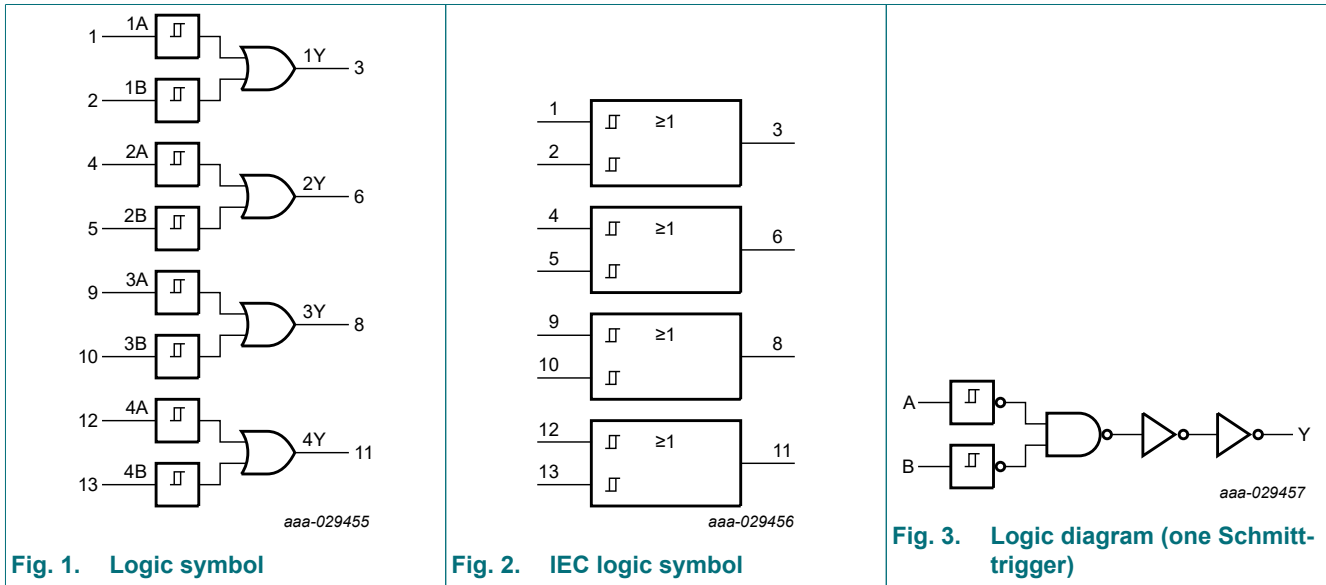 1 1A
1Y 3
2 1B
4 2A
2Y 6
5 2B
9 3A
3Y 8
10 3B
12 4A
4Y 11
13 4B
aaa-029455
Fig. 1. Logic symbol
1 ≥1
3
2
4 ≥1
6
5
9 ≥1
8
10
12 ≥1
11
13
aaa-029456
Fig. 2. IEC logic symbol
A
Y
B
aaa-029457
Fig. 3. Logic diagram (one Schmitt-
trigger)